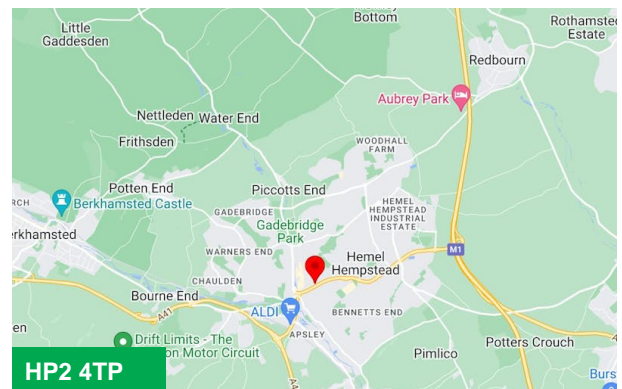 Bottom
Little
Gaddesden
Rothamsted
Estate
Redbourn
Aubrey Park
Nettleden
Water End
Frithsden
WOODHALL
FARM
Potten End
Piccotts End
Berkhamsted Castle
GADEBRIDGE
HEMEL
HEMPSTEAD
INDUSTRIAL
ESTATE
Gadebridge
Park
rkhamsted
WARNERS END
M1
Hemel
Hempstead
CHAULDEN
Bourne End
ALDI
BENNETTS END
A41
APSLEY
Drift Limits - The
on Motor Circuit
Pimlico
Potters Crouch
HP2 4TP